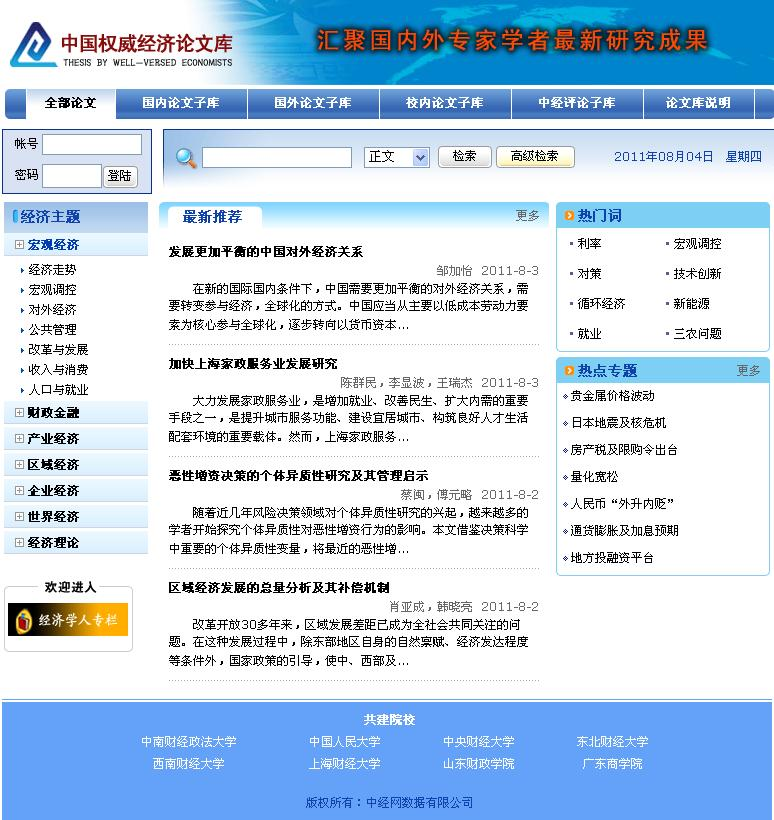 中国权威经济论文库
THESIS BY WELL-VERSED ECONOMISTS
汇聚国内外专家学者最新研究成果
全部论文 国内论文子库 国外论文子库 校内论文子库 中经评论子库 论文库说明
帐号
密码 登陆
正文 检索 高级检索 2011年08月04日 星期四
经济主题
宏观经济
经济走势
宏观调控
对外经济
公共管理
改革与发展
收入与消费
人口与就业
财政金融
产业经济
区域经济
企业经济
世界经济
经济理论
欢迎进入
经济学人专栏
最新推荐 更多
发展更加平衡的中国对外经济关系
邹加怡 2011-8-3
在新的国际国内条件下，中国需要更加平衡的对外经济关系，需
要转变参与经济，全球化的方式。中国应当从主要以低成本劳动力要
素为核心参与全球化，逐步转向以货币资本...
加快上海家政服务业发展研究
陈群民，李显波，王瑞杰 2011-8-3
大力发展家政服务业，是增加就业、改善民生、扩大内需的重要
手段之一，是提升城市服务功能、建设宜居城市、构筑良好人才生活
配套环境的重要载体。然而，上海家政服务...
恶性增资决策的个体异质性研究及其管理启示
蔡闽，傅元略 2011-8-2
随着近几年风险决策领域对个体异质性研究的兴起，越来越多的
学者开始探究个体异质性对恶性增资行为的影响。本文借鉴决策科学
中重要的个体异质性变量，将最近的恶性增...
区域经济发展的总量分析及其补偿机制
肖亚成，韩晓亮 2011-8-2
改革开放30多年来，区域发展差距已成为全社会共同关注的问
题。在这种发展过程中，除东部地区自身的自然禀赋、经济发达程度
等条件外，国家政策的引导，使中、西部及...
热门词
利率 宏观调控
对策 技术创新
循环经济 新能源
就业 三农问题
热点专题 更多
贵金属价格波动
日本地震及核危机
房产税及限购令出台
量化宽松
人民币“外升内贬”
通货膨胀及加息预期
地方投融资平台
共建院校
中南财经政法大学 中国人民大学 中央财经大学 东北财经大学
西南财经大学 上海财经大学 山东财政学院 广东商学院
版权所有：中经网数据有限公司